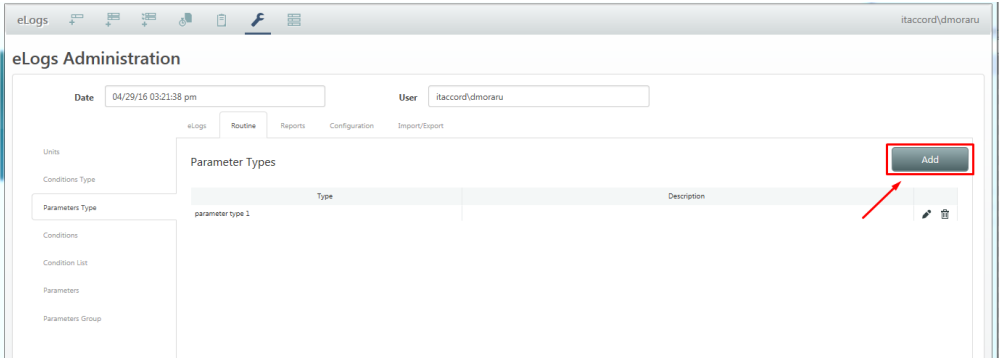 eLogs
itaccord\dmoraru
eLogs Administration
Date 04/29/16 03:21:38 pm User itaccord\dmoraru
eLogs Routine Reports Configuration Import/Export
Units
Conditions Type
Parameters Type
Conditions
Condition List
Parameters
Parameters Group
Parameter Types
Add
Type Description
parameter type 1